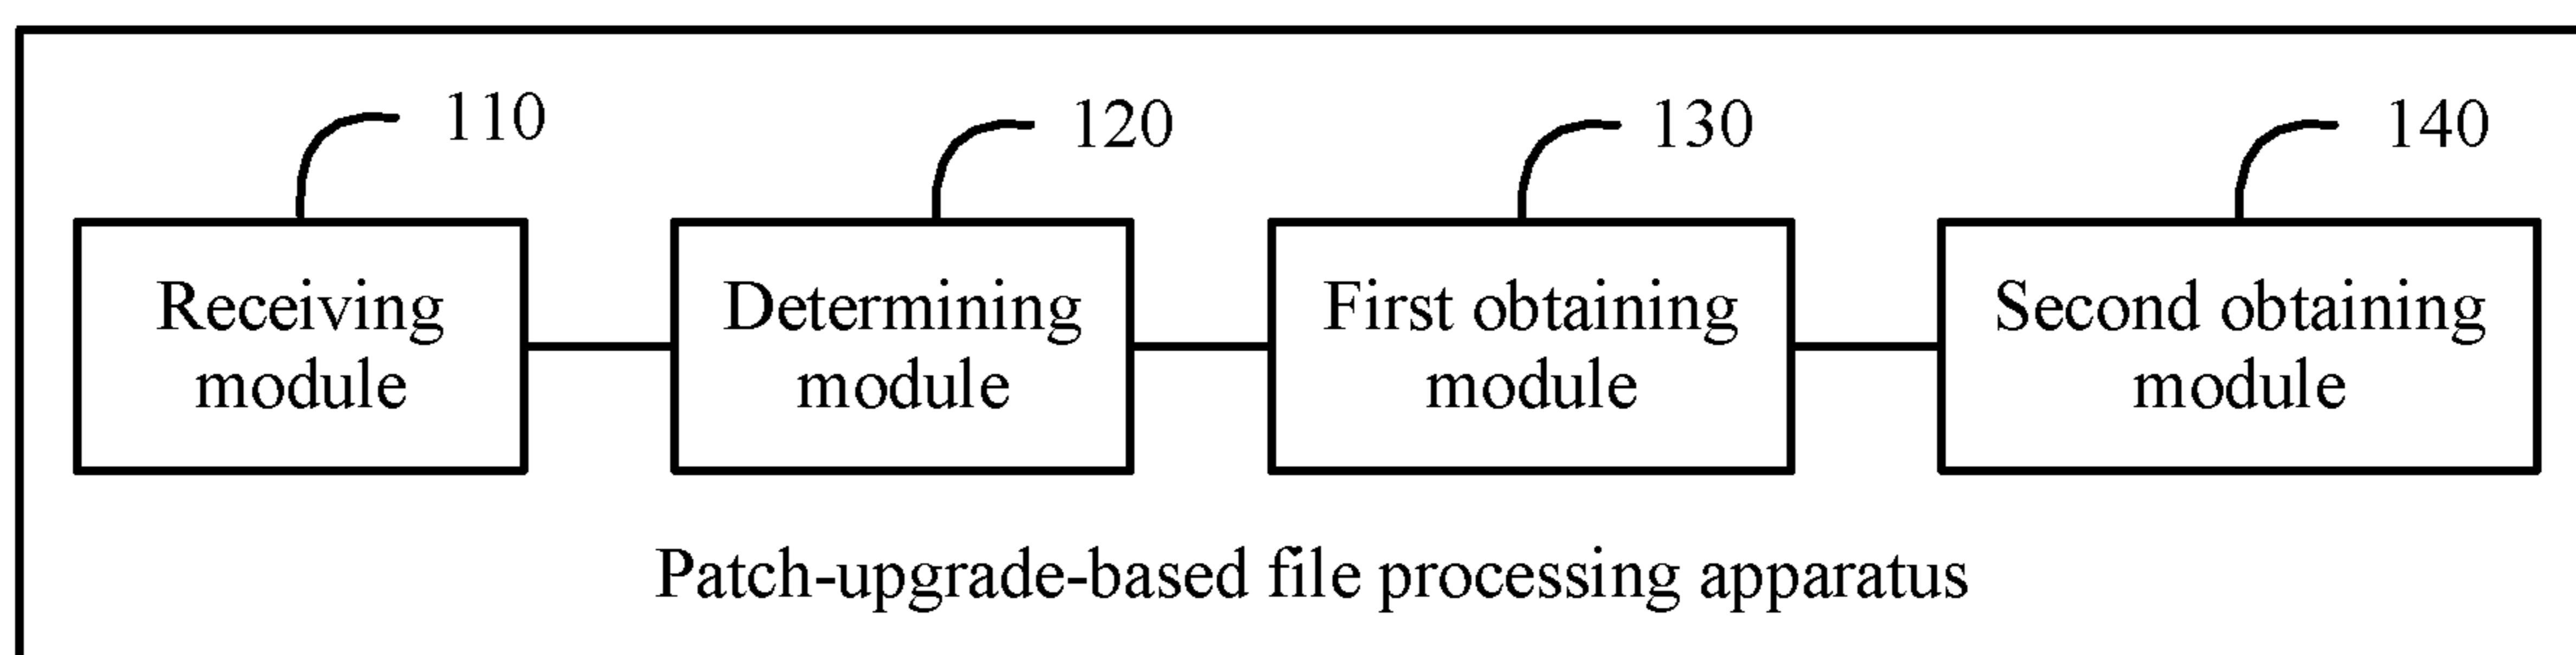 110
120
130
140
Receiving
module
Determining
module
First obtaining
module
Second obtaining
module
Patch-upgrade-based file processing apparatus